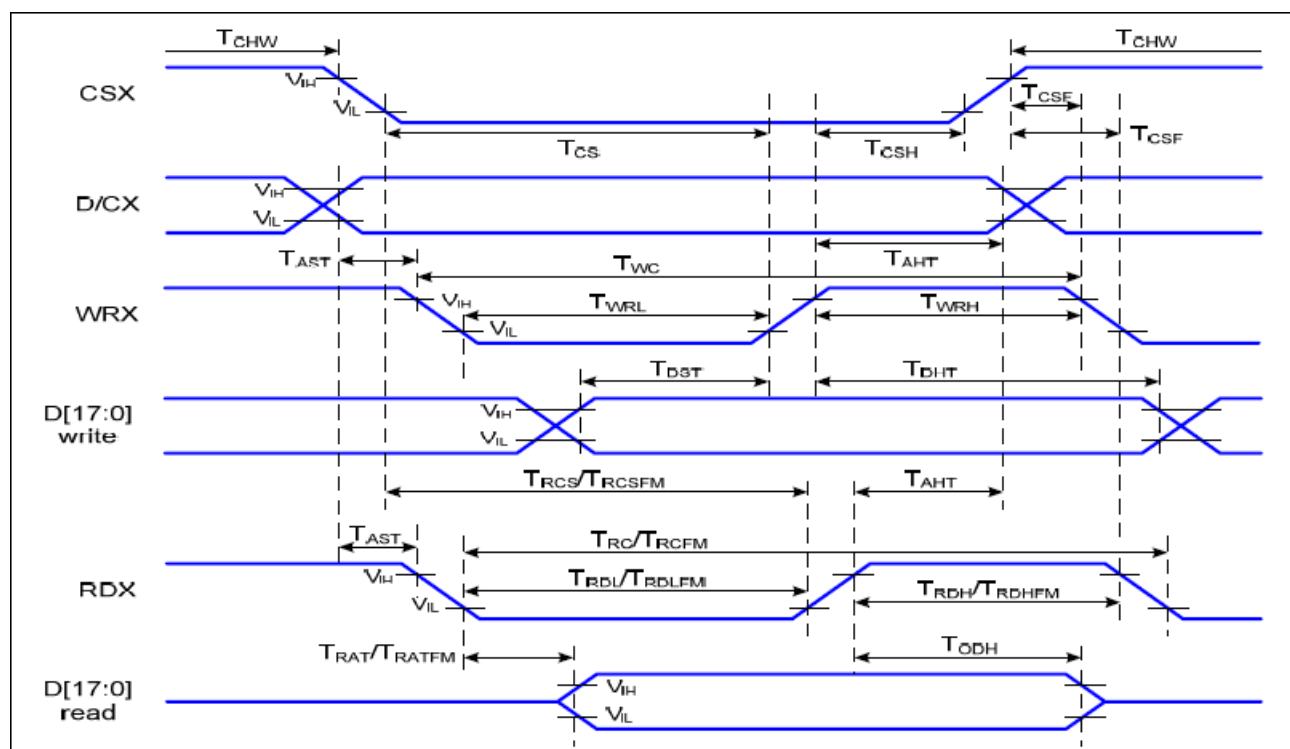 TCHW TCHW
CSX VIH TCSF
VIL TCSF
TCS TCSH
D/CX VIH
VIL
TAST TWC TAHT
WRX VIH TWRL TWRH
VIL
TDST TDHT
D[17:0] VIH
write VIL
TRCS/TRCSFM TAHT
TAST TRC/TRCFM
RDX VIH TRDL/TRDLFM TRDH/TRDHFM
VIL
TRAT/TRATFM TODH
D[17:0] VIH
read VIL